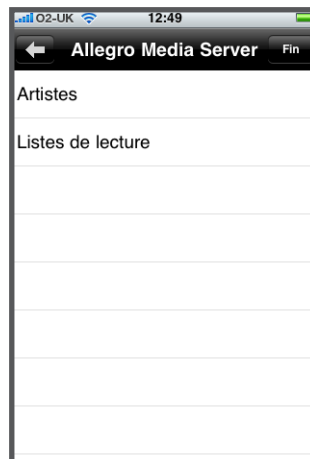 O2-UK 12:49
Allegro Media Server Fin
Artistes
Listes de lecture